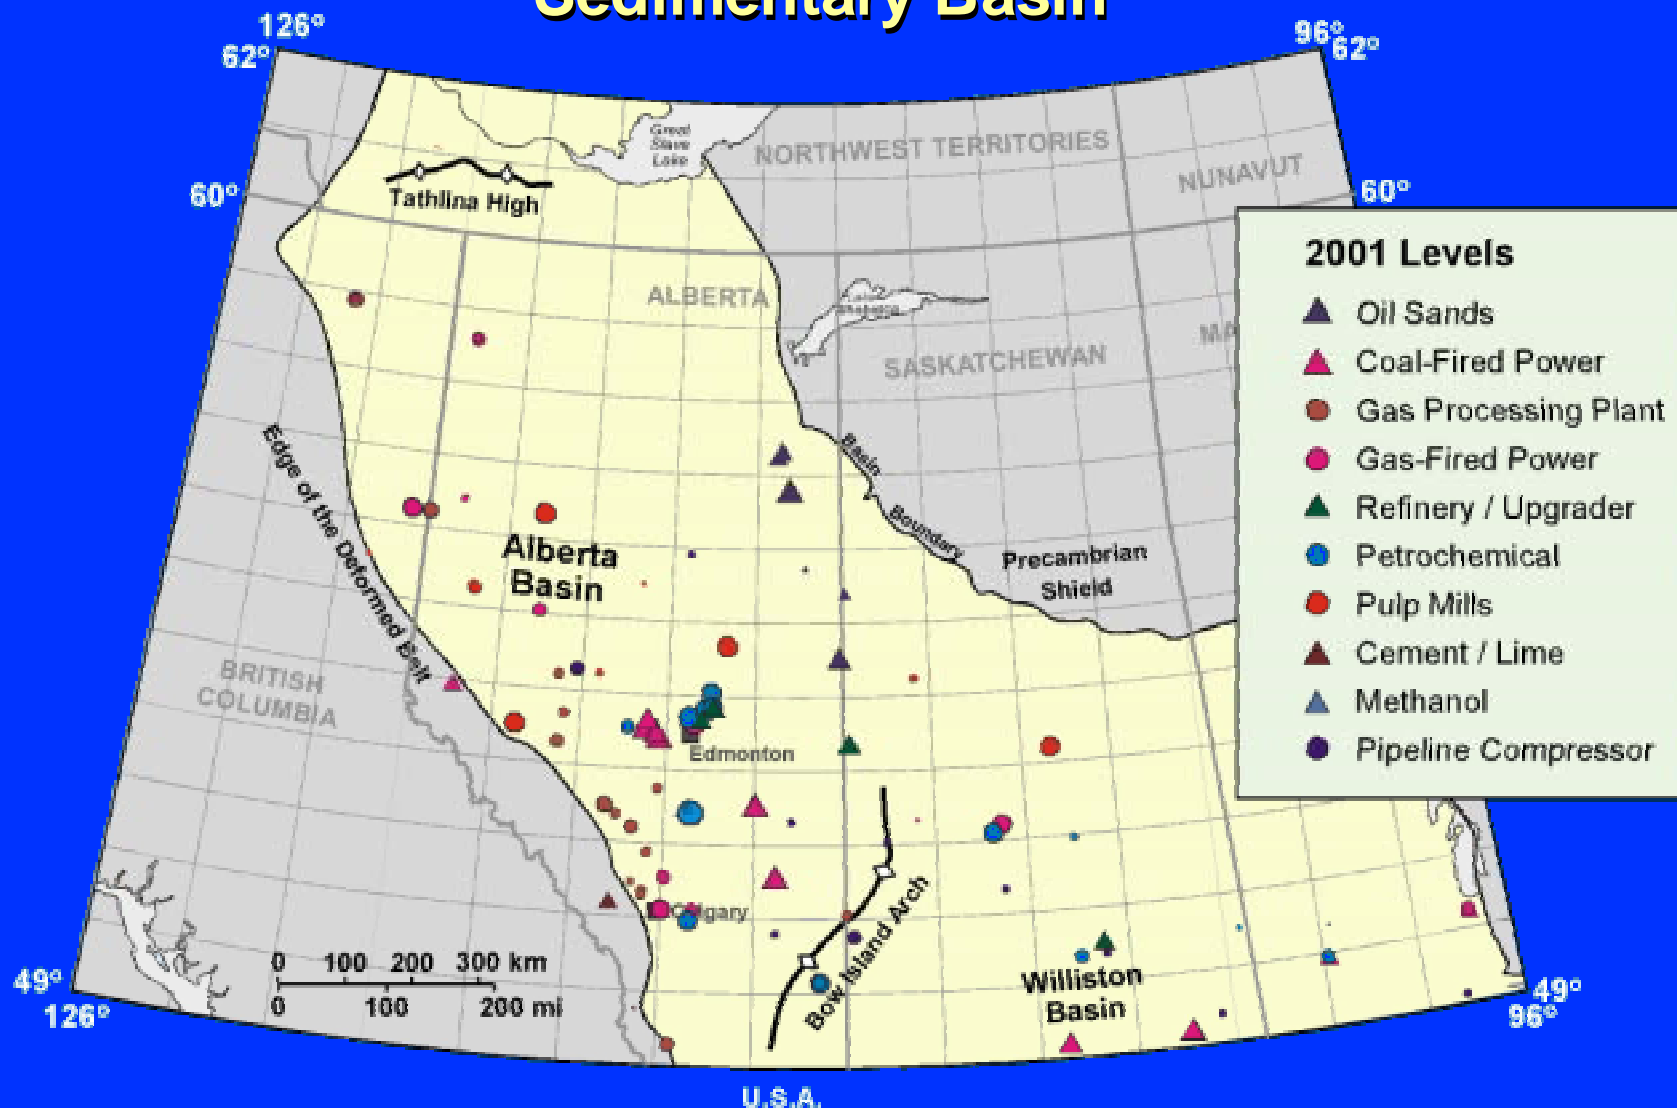 Sedimentary Basin
126°
96°
62°
62°
Great
Slave
Lake
NORTHWEST TERRITORIES
NUNAVUT
60°
60°
Tathlina High
ALBERTA
SASKATCHEWAN
MA
2001 Levels
Oil Sands
Coal-Fired Power
Gas Processing Plant
Gas-Fired Power
Refinery / Upgrader
Petrochemical
Pulp Mills
Cement / Lime
Methanol
Pipeline Compressor
Edge of the Deformed Belt
Basin
Boundary
Precambrian
Shield
Alberta
Basin
BRITISH
COLUMBIA
Edmonton
Calgary
Bow Island Arch
Williston
Basin
0 100 200 300 km
0 100 200 mi
49°
126°
49°
96°
U.S.A.